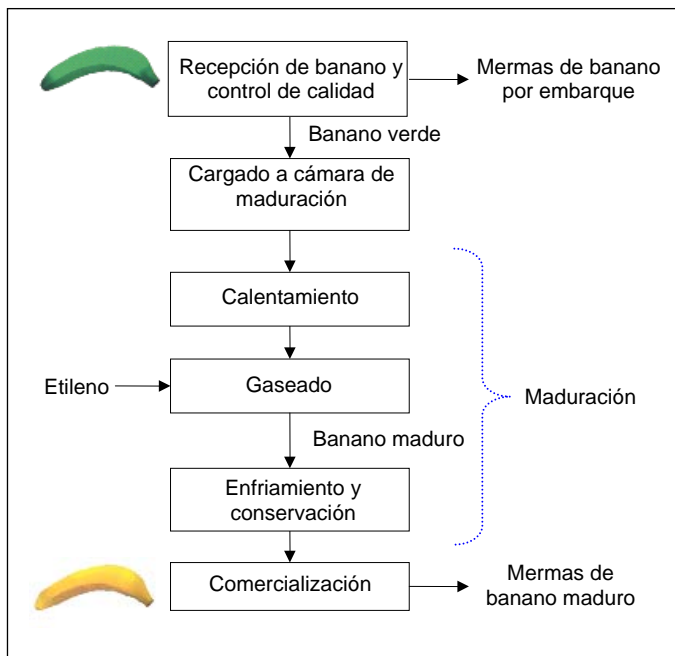 Recepción de banano y
control de calidad
Mermas de banano
por embarque
Banano verde
Cargado a cámara de
maduración
Calentamiento
Etileno
Gaseado
Maduración
Banano maduro
Enfriamiento y
conservación
Comercialización
Mermas de
banano maduro